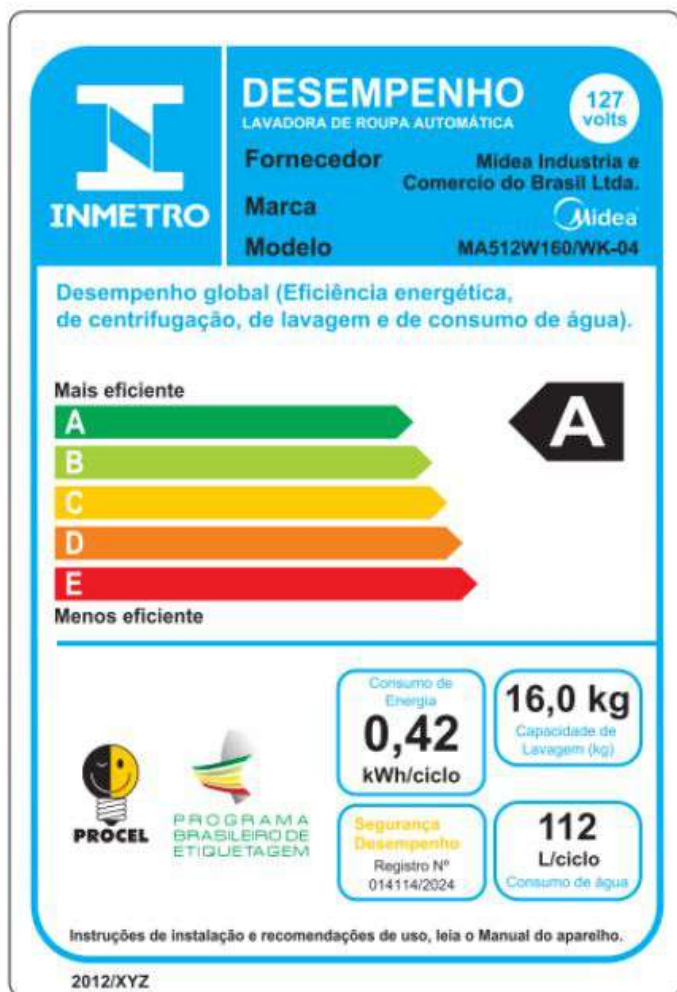 INMETRO
DESEMPENHO
LAVADORA DE ROUPA AUTOMÁTICA
127
volts
Fornecedor
Midea Industria e
Comercio do Brasil Ltda.
Marca
Midea
Modelo
MA512W160/WK-04
Desempenho global (Eficiência energética,
de centrifugação, de lavagem e de consumo de água).
Mais eficiente
A
B
C
D
E
Menos eficiente
A
PROCEL
PROGRAMA
BRASILEIRO DE
ETIQUETAGEM
Consumo de
Energia
0,42
kWh/ciclo
16,0 kg
Capacidade de
Lavagem (kg)
Segurança
Desempenho
Registro Nº
014114/2024
112
L/ciclo
Consumo de água
Instruções de instalação e recomendações de uso, leia o Manual do aparelho.
2012/XYZ